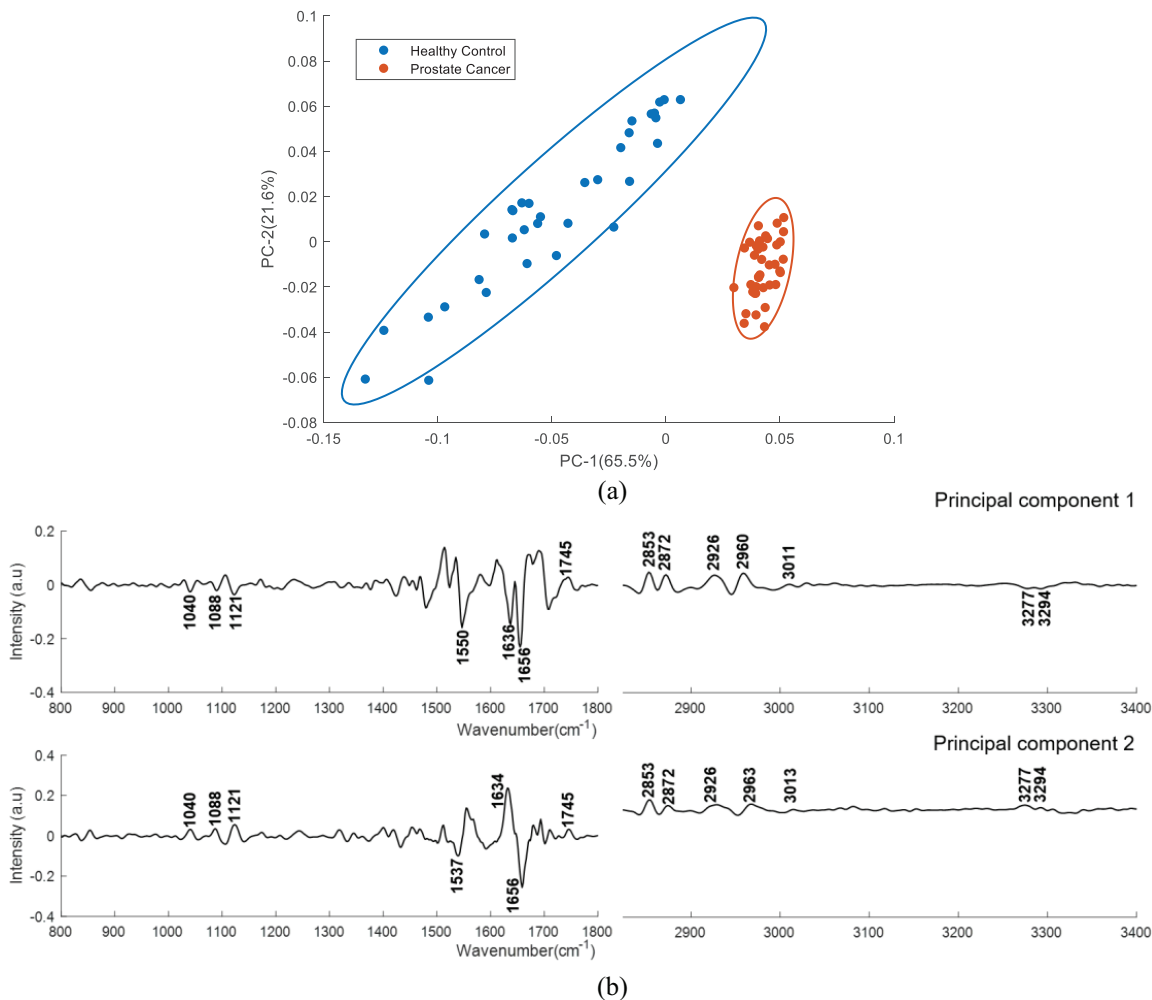 0.1
0.08
0.06
0.04
0.02
0
-0.02
-0.04
-0.06
-0.08
PC-2(21.6%)
Healthy Control
Prostate Cancer
-0.15 -0.1 -0.05 0 0.05 0.1
PC-1(65.5%)
(a)
Principal component 1
Intensity (a.u)
0.2
0
-0.2
-0.4
1040 1088 1121 1550 1636 1656 1745 2853 2872 2926 2960 3011 3277 3294
800 900 1000 1100 1200 1300 1400 1500 1600 1700 1800 2900 3000 3100 3200 3300 3400
Wavenumber(cm-1)
Principal component 2
Intensity (a.u)
0.4
0.2
0
-0.2
-0.4
1040 1088 1121 1537 1634 1656 1745 2853 2872 2926 2963 3013 3277 3294
800 900 1000 1100 1200 1300 1400 1500 1600 1700 1800 2900 3000 3100 3200 3300 3400
Wavenumber(cm-1)
(b)